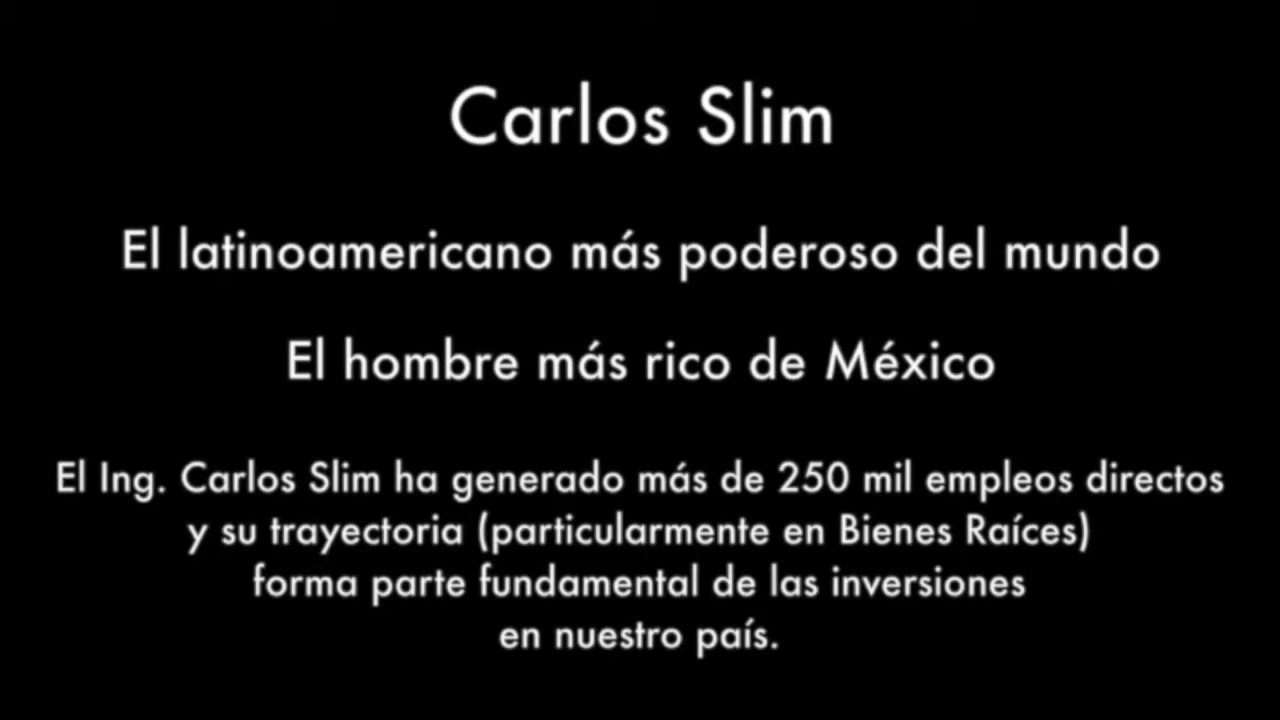 Carlos Slim
El latinoamericano más poderoso del mundo
El hombre más rico de México
El Ing. Carlos Slim ha generado más de 250 mil empleos directos
y su trayectoria (particularmente en Bienes Raíces)
forma parte fundamental de las inversiones
en nuestro país.